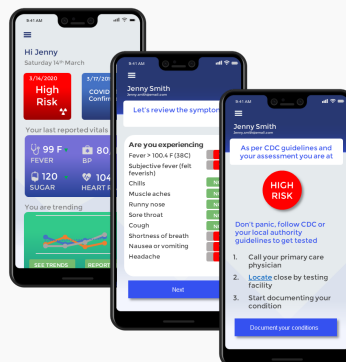 9:41 AM
Hi Jenny
Saturday 14th March
3/14/2020
High
Risk
3/17/20
COVID
Confirm
Your last reported vitals
99 F
FEVER
80
BP
120
SUGAR
104
HEART R
You are trending
SEE TRENDS
REPORT
9:41 AM
Jenny Smith
Let's review the symptom
Are you experiencing
Fever > 100.4 F (38C)
Subjective fever (felt
feverish)
Chills
Muscle aches
Runny nose
Sore throat
Cough
Shortness of breath
Nausea or vomiting
Headache
Next
9:41 AM
Jenny Smith
As per CDC guidelines and
your assessment you are at
HIGH
RISK
Don't panic, follow CDC or
your local authority
guidelines to get tested
1. Call your primary care
physician
2. Locate close by testing
facility
3. Start documenting your
condition
Document your conditions